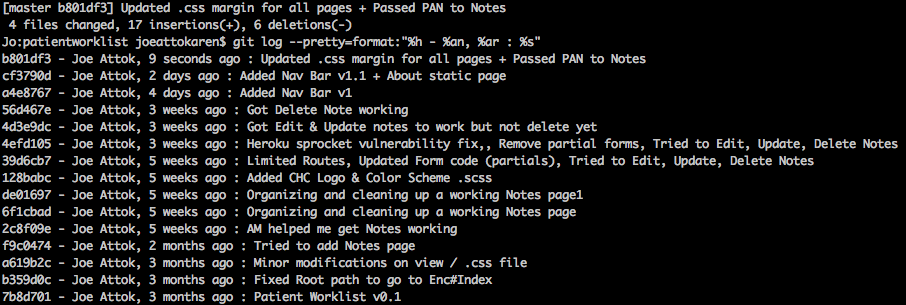 [master b801df3] Updated .css margin for all pages + Passed PAN to Notes
 4 files changed, 17 insertions(+), 6 deletions(-)
Jo:patientworklist joeattokaren$ git log --pretty=format:"%h - %an, %ar : %s"
b801df3 - Joe Attok, 9 seconds ago : Updated .css margin for all pages + Passed PAN to Notes
cf3790d - Joe Attok, 2 days ago : Added Nav Bar v1.1 + About static page
a4e8767 - Joe Attok, 4 days ago : Added Nav Bar v1
56d467e - Joe Attok, 3 weeks ago : Got Delete Note working
4d3e9dc - Joe Attok, 3 weeks ago : Got Edit & Update notes to work but not delete yet
4efd105 - Joe Attok, 3 weeks ago : Heroku sprocket vulnerability fix,, Remove partial forms, Tried to Edit, Update, Delete Notes
39d6cb7 - Joe Attok, 5 weeks ago : Limited Routes, Updated Form code (partials), Tried to Edit, Update, Delete Notes
128babc - Joe Attok, 5 weeks ago : Added CHC Logo & Color Scheme .scss
de01697 - Joe Attok, 5 weeks ago : Organizing and cleaning up a working Notes page1
6f1cbad - Joe Attok, 5 weeks ago : Organizing and cleaning up a working Notes page
2c8f09e - Joe Attok, 5 weeks ago : AM helped me get Notes working
f9c0474 - Joe Attok, 2 months ago : Tried to add Notes page
a619b2c - Joe Attok, 3 months ago : Minor modifications on view / .css file
b359d0c - Joe Attok, 3 months ago : Fixed Root path to go to Enc#Index
7b8d701 - Joe Attok, 3 months ago : Patient Worklist v0.1